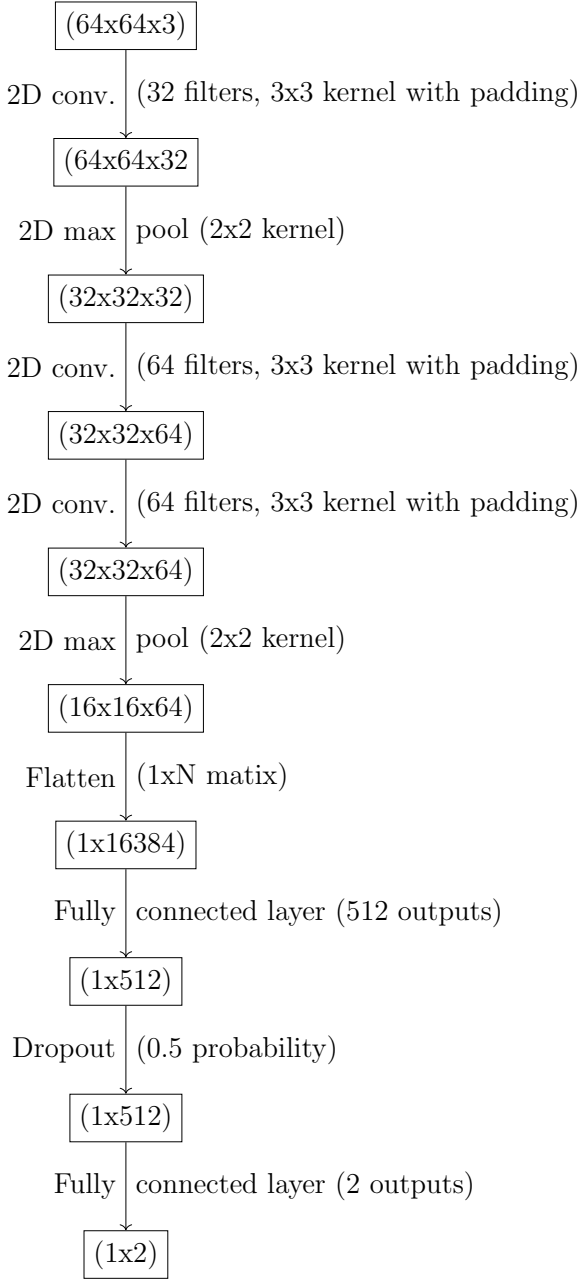 (64x64x3)
2D conv. (32 filters, 3x3 kernel with padding)
(64x64x32
2D max pool (2x2 kernel)
(32x32x32)
2D conv. (64 filters, 3x3 kernel with padding)
(32x32x64)
2D conv. (64 filters, 3x3 kernel with padding)
(32x32x64)
2D max pool (2x2 kernel)
(16x16x64)
Flatten (1xN matix)
(1x16384)
Fully connected layer (512 outputs)
(1x512)
Dropout (0.5 probability)
(1x512)
Fully connected layer (2 outputs)
(1x2)